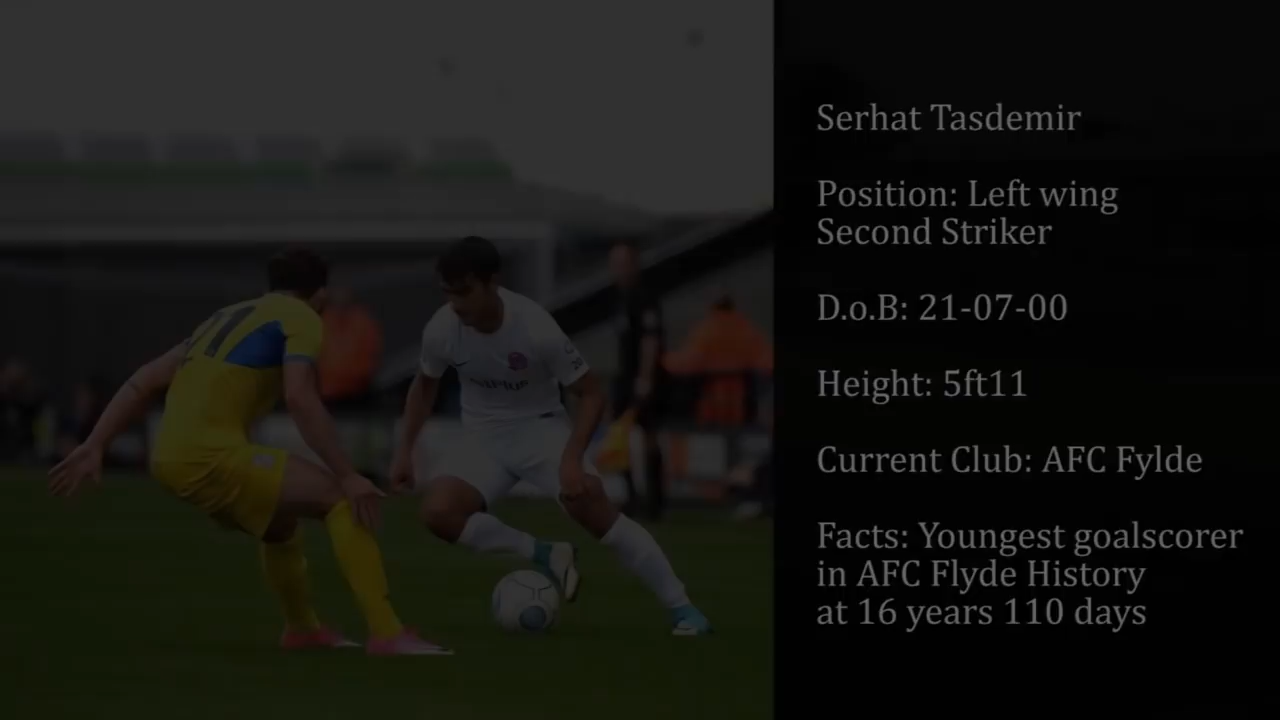 Serhat Tasdemir
Position: Left wing
Second Striker
D.o.B: 21-07-00
Height: 5ft11
Current Club: AFC Fylde
Facts: Youngest goalscorer
in AFC Flyde History
at 16 years 110 days